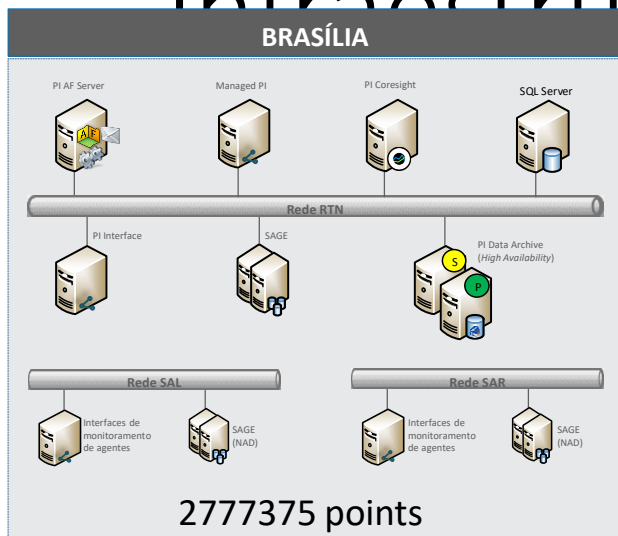 BRASÍLIA
PI AF Server
Managed PI
PI Coresight
SQL Server
A F
Rede RTN
PI Interface
SAGE
PI Data Archive
(High Availability)
S
P
Rede SAL
Rede SAR
Interfaces de
monitoramento
de agentes
SAGE
(NAD)
Interfaces de
monitoramento
de agentes
SAGE
(NAD)
2777375 points